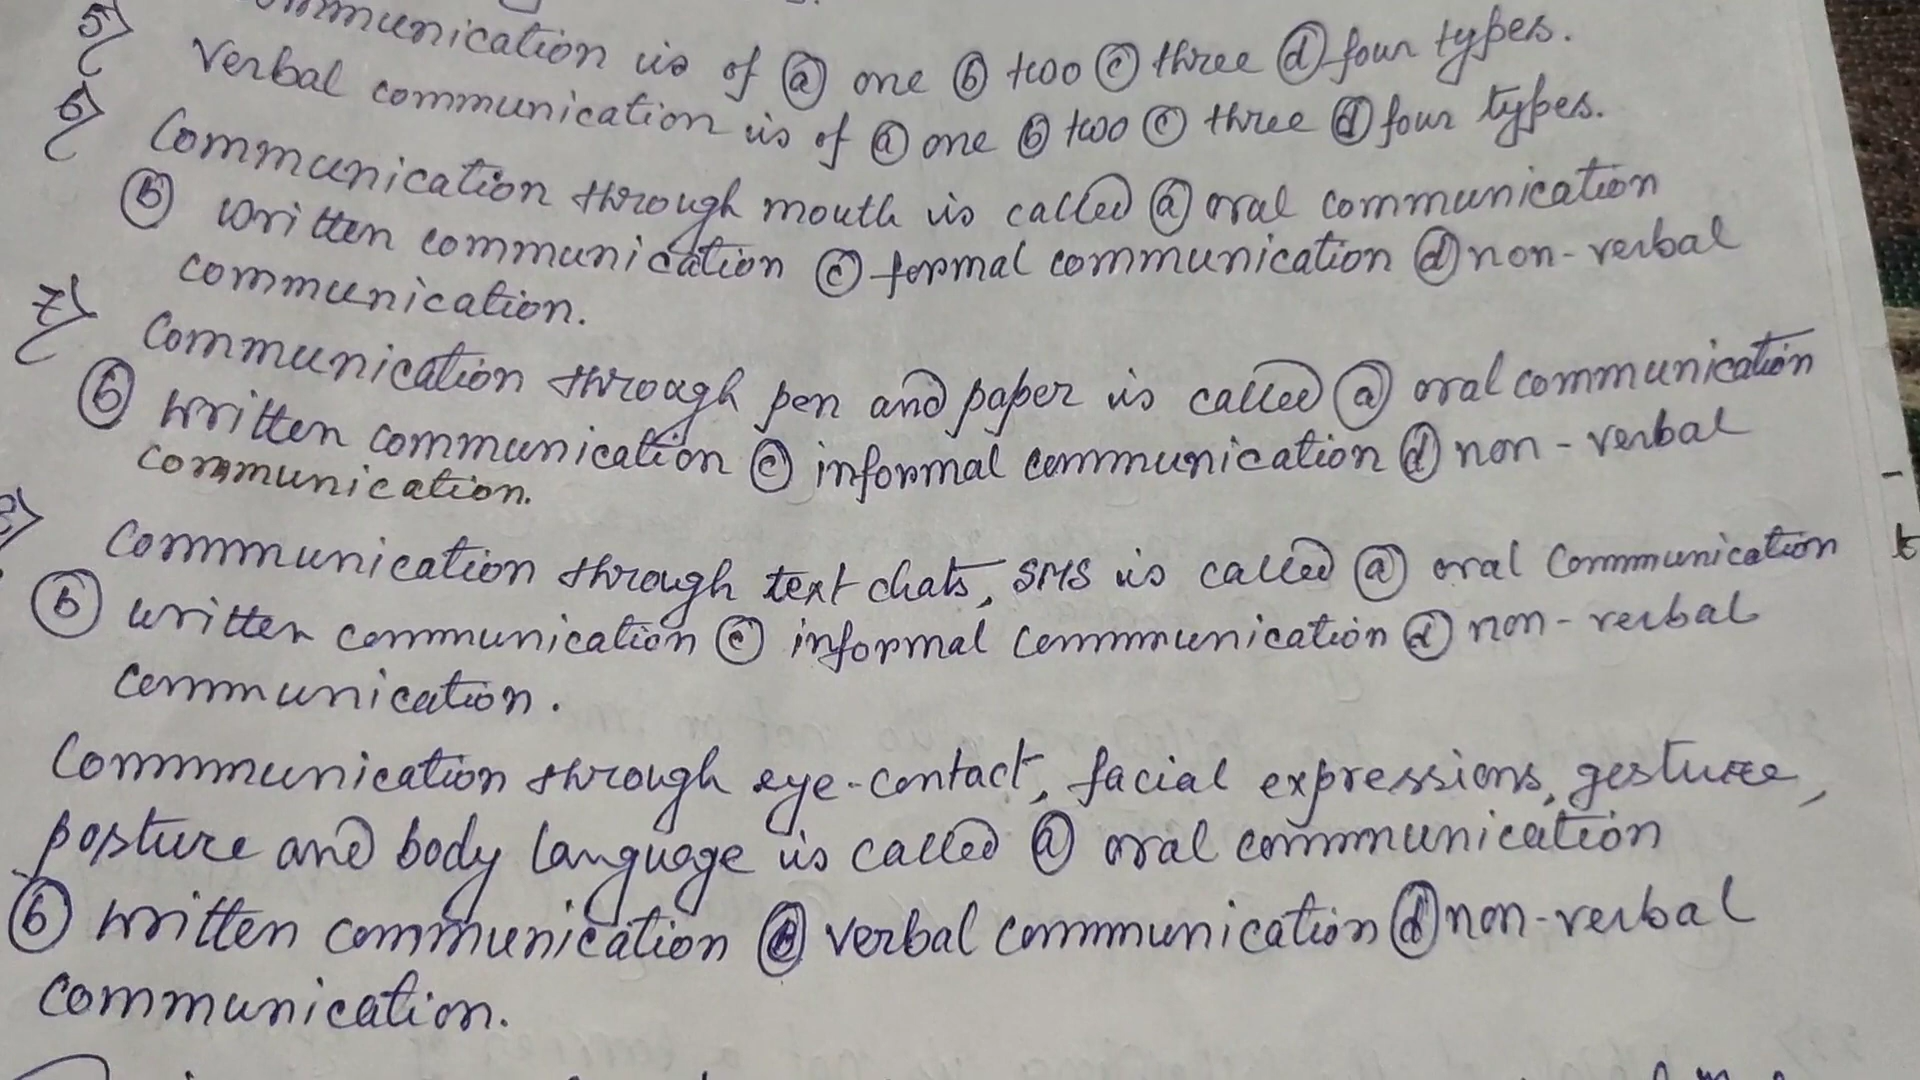 ommunication is of ⓐ one ⓑ two ⓒ three ⓓ four types.
5) Verbal communication is of ⓐ one ⓑ two ⓒ three ⓓ four types.
6) Communication through mouth is called ⓐ oral communication
ⓑ written communication ⓒ formal communication ⓓ non-verbal
communication.
7) Communication through pen and paper is called ⓐ oral communication
ⓑ written communication ⓒ informal communication ⓓ non-verbal
communication.
Communication through text chats, SMS is called ⓐ oral Communication
ⓑ written communication ⓒ informal communication ⓓ non-verbal
communication.
Communication through eye-contact, facial expressions, gesture,
posture and body language is called ⓐ oral communication
ⓑ written communication ⓒ verbal communication ⓓ non-verbal
communication.